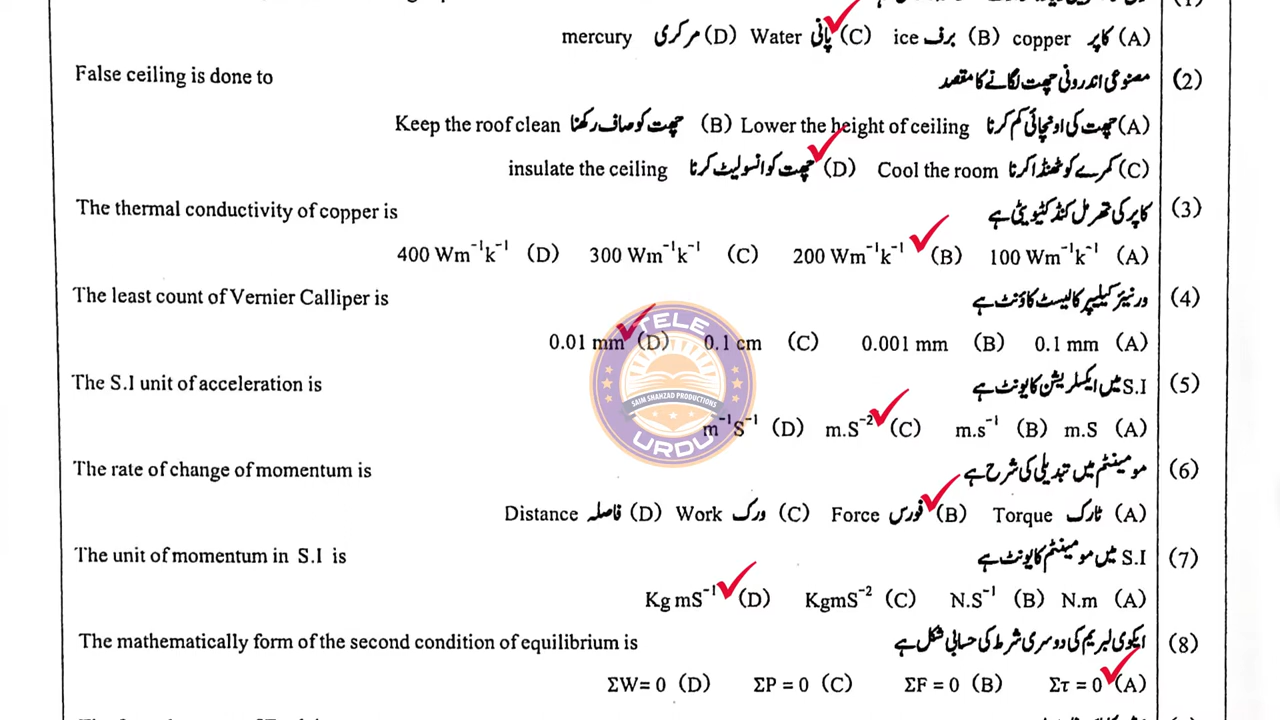 (1)
(A) کاپر copper (B) برف ice (C) پانی Water (D) مرکری mercury
(2) مصنوعی اندرونی چھت لگانے کا مقصد False ceiling is done to
(A) چھت کی اونچائی کم کرنا Lower the height of ceiling (B) چھت کو صاف رکھنا Keep the roof clean
(C) کمرے کو ٹھنڈا کرنا Cool the room (D) چھت کو انسولیٹ کرنا insulate the ceiling
(3) کاپر کی تھرمل کنڈکٹیویٹی ہے The thermal conductivity of copper is
(A) 100 Wm⁻¹k⁻¹ (B) 200 Wm⁻¹k⁻¹ (C) 300 Wm⁻¹k⁻¹ (D) 400 Wm⁻¹k⁻¹
(4) ورنیئر کیلیپر کا لیسٹ کاؤنٹ ہے The least count of Vernier Calliper is
(A) 0.1 mm (B) 0.001 mm (C) 0.1 cm (D) 0.01 mm
TELE
SAIM SHAHZAD PRODUCTIONS
URDU
(5) S.I میں ایکسلریشن کا یونٹ ہے The S.I unit of acceleration is
(A) m.S (B) m.s⁻¹ (C) m.S⁻² (D) m⁻¹S⁻¹
(6) مومینٹم میں تبدیلی کی شرح ہے The rate of change of momentum is
(A) ٹارک Torque (B) فورس Force (C) ورک Work (D) فاصلہ Distance
(7) S.I میں مومینٹم کا یونٹ ہے The unit of momentum in S.I is
(A) N.m (B) N.S⁻¹ (C) KgmS⁻² (D) Kg mS⁻¹
(8) ایکوی لبریم کی دوسری شرط کی حسابی شکل ہے The mathematically form of the second condition of equilibrium is
(A) Στ = 0 (B) ΣF = 0 (C) ΣP = 0 (D) ΣW= 0